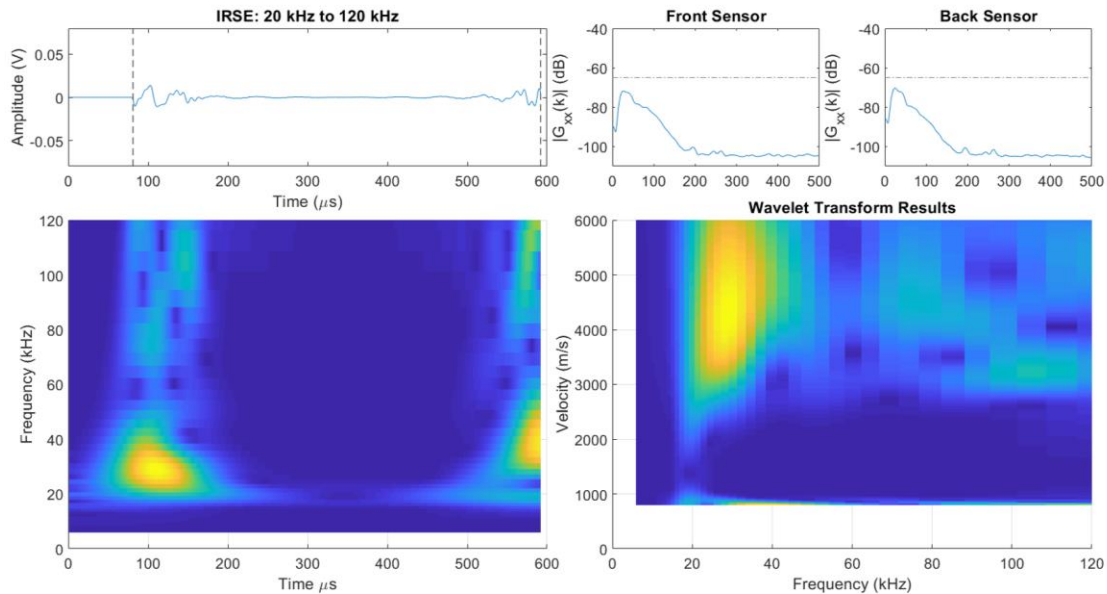 IRSE: 20 kHz to 120 kHz
Amplitude (V)
0.05
0
-0.05
0 100 200 300 400 500 600
Time (μs)
Front Sensor
|Gxx(k)| (dB)
-40
-60
-80
-100
0 100 200 300 400 500
Back Sensor
|Gxx(k)| (dB)
-40
-60
-80
-100
0 100 200 300 400 500
Frequency (kHz)
120
100
80
60
40
20
0
0 100 200 300 400 500 600
Time μs
Wavelet Transform Results
Velocity (m/s)
6000
5000
4000
3000
2000
1000
0
0 20 40 60 80 100 120
Frequency (kHz)